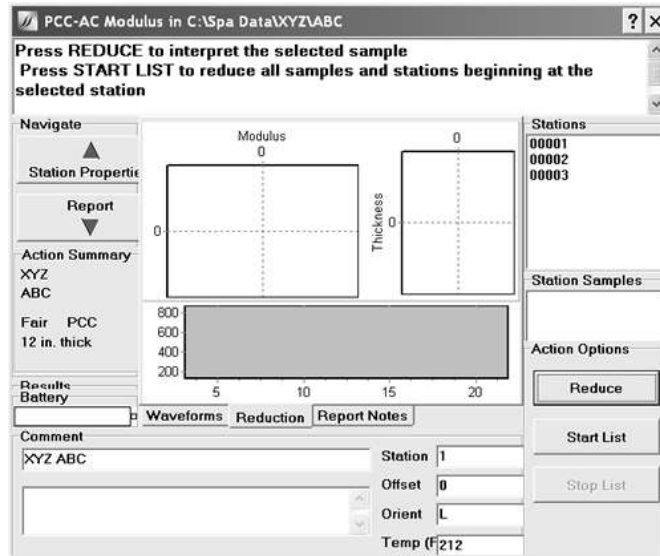 PCC-AC Modulus in C:\Spa Data\XYZ\ABC
Press REDUCE to interpret the selected sample
Press START LIST to reduce all samples and stations beginning at the
selected station
Navigate
Station Propertie
Report
Action Summary
XYZ
ABC
Fair PCC
12 in. thick
Results
Battery
Modulus
0
0
0
Thickness
0
800
600
400
200
5
10
15
20
Waveforms
Reduction
Report Notes
Stations
00001
00002
00003
Station Samples
Action Options
Reduce
Start List
Stop List
Comment
XYZ ABC
Station 1
Offset 0
Orient L
Temp (F 212